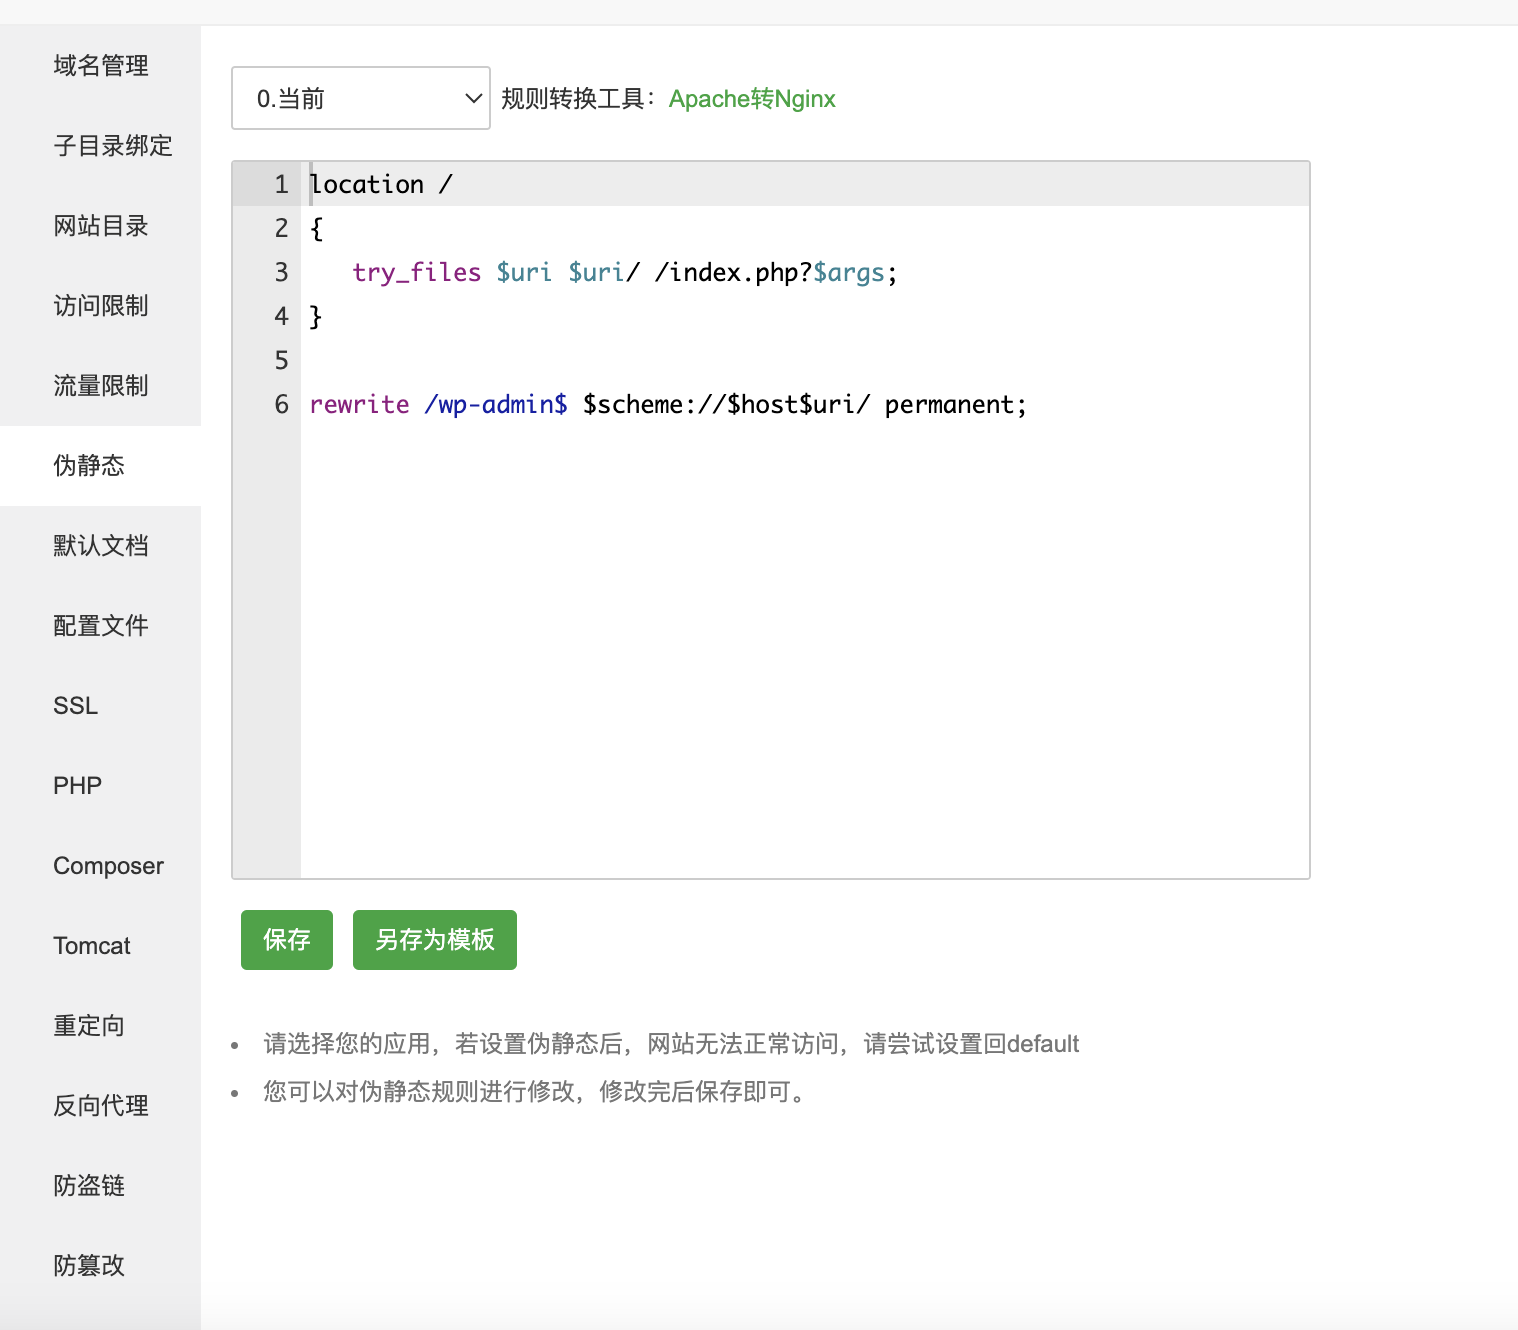 域名管理
子目录绑定
网站目录
访问限制
流量限制
伪静态
默认文档
配置文件
SSL
PHP
Composer
Tomcat
重定向
反向代理
防盗链
防篡改
0.当前 规则转换工具：Apache转Nginx
1 location /
2 {
3 try_files $uri $uri/ /index.php?$args;
4 }
5
6 rewrite /wp-admin$ $scheme://$host$uri/ permanent;
保存 另存为模板
• 请选择您的应用，若设置伪静态后，网站无法正常访问，请尝试设置回default
• 您可以对伪静态规则进行修改，修改完后保存即可。